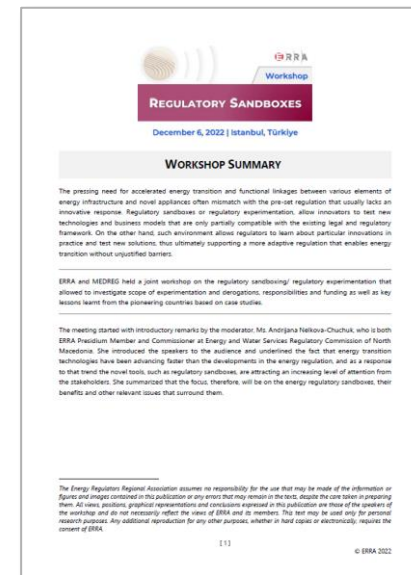 ERRA
Workshop
REGULATORY SANDBOXES
December 6, 2022 | Istanbul, Türkiye
WORKSHOP SUMMARY
The pressing need for accelerated energy transition and functional linkages between various elements of
energy infrastructure and novel appliances often mismatch with the pre-set regulation that usually lacks an
innovative response. Regulatory sandboxes or regulatory experimentation, allow innovators to test new
technologies and business models that are only partially compatible with the existing legal and regulatory
framework. On the other hand, such environment allows regulators to learn about particular innovations in
practice and test new solutions, thus ultimately supporting a more adaptive regulation that enables energy
transition without unjustified barriers.
ERRA and MEDREG held a joint workshop on the regulatory sandboxing/ regulatory experimentation that
allowed to investigate scope of experimentation and derogations, responsibilities and funding as well as key
lessons learnt from the pioneering countries based on case studies.
The meeting started with introductory remarks by the moderator, Ms. Andrijana Nelkova-Chuchuk, who is both
ERRA Presidium Member and Commissioner at Energy and Water Services Regulatory Commission of North
Macedonia. She introduced the speakers to the audience and underlined the fact that energy transition
technologies have been advancing faster than the developments in the energy regulation, and as a response
to that trend the novel tools, such as regulatory sandboxes, are attracting an increasing level of attention from
the stakeholders. She summarized that the focus, therefore, will be on the energy regulatory sandboxes, their
benefits and other relevant issues that surround them.
The Energy Regulators Regional Association assumes no responsibility for the use that may be made of the information or
figures and images contained in this publication or any errors that may remain in the texts, despite the care taken in preparing
them. All views, positions, graphical representations and conclusions expressed in this publication are those of the speakers of
the workshop and do not necessarily reflect the views of ERRA and its members. This text may be used only for personal
research purposes. Any additional reproduction for any other purposes, whether in hard copies or electronically, requires the
consent of ERRA.
[1]
© ERRA 2022